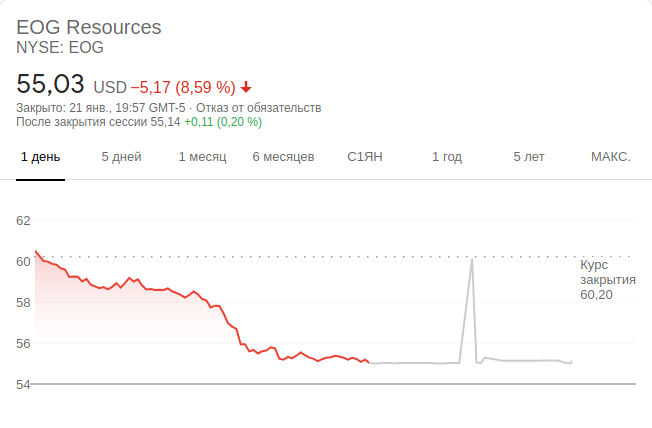 EOG Resources
NYSE: EOG
55,03 USD −5,17 (8,59 %)
Закрыто: 21 янв., 19:57 GMT-5 · Отказ от обязательств
После закрытия сессии 55,14 +0,11 (0,20 %)
1 день 5 дней 1 месяц 6 месяцев С1ЯН 1 год 5 лет МАКС.
62
60
58
56
54
Курс
закрытия
60,20